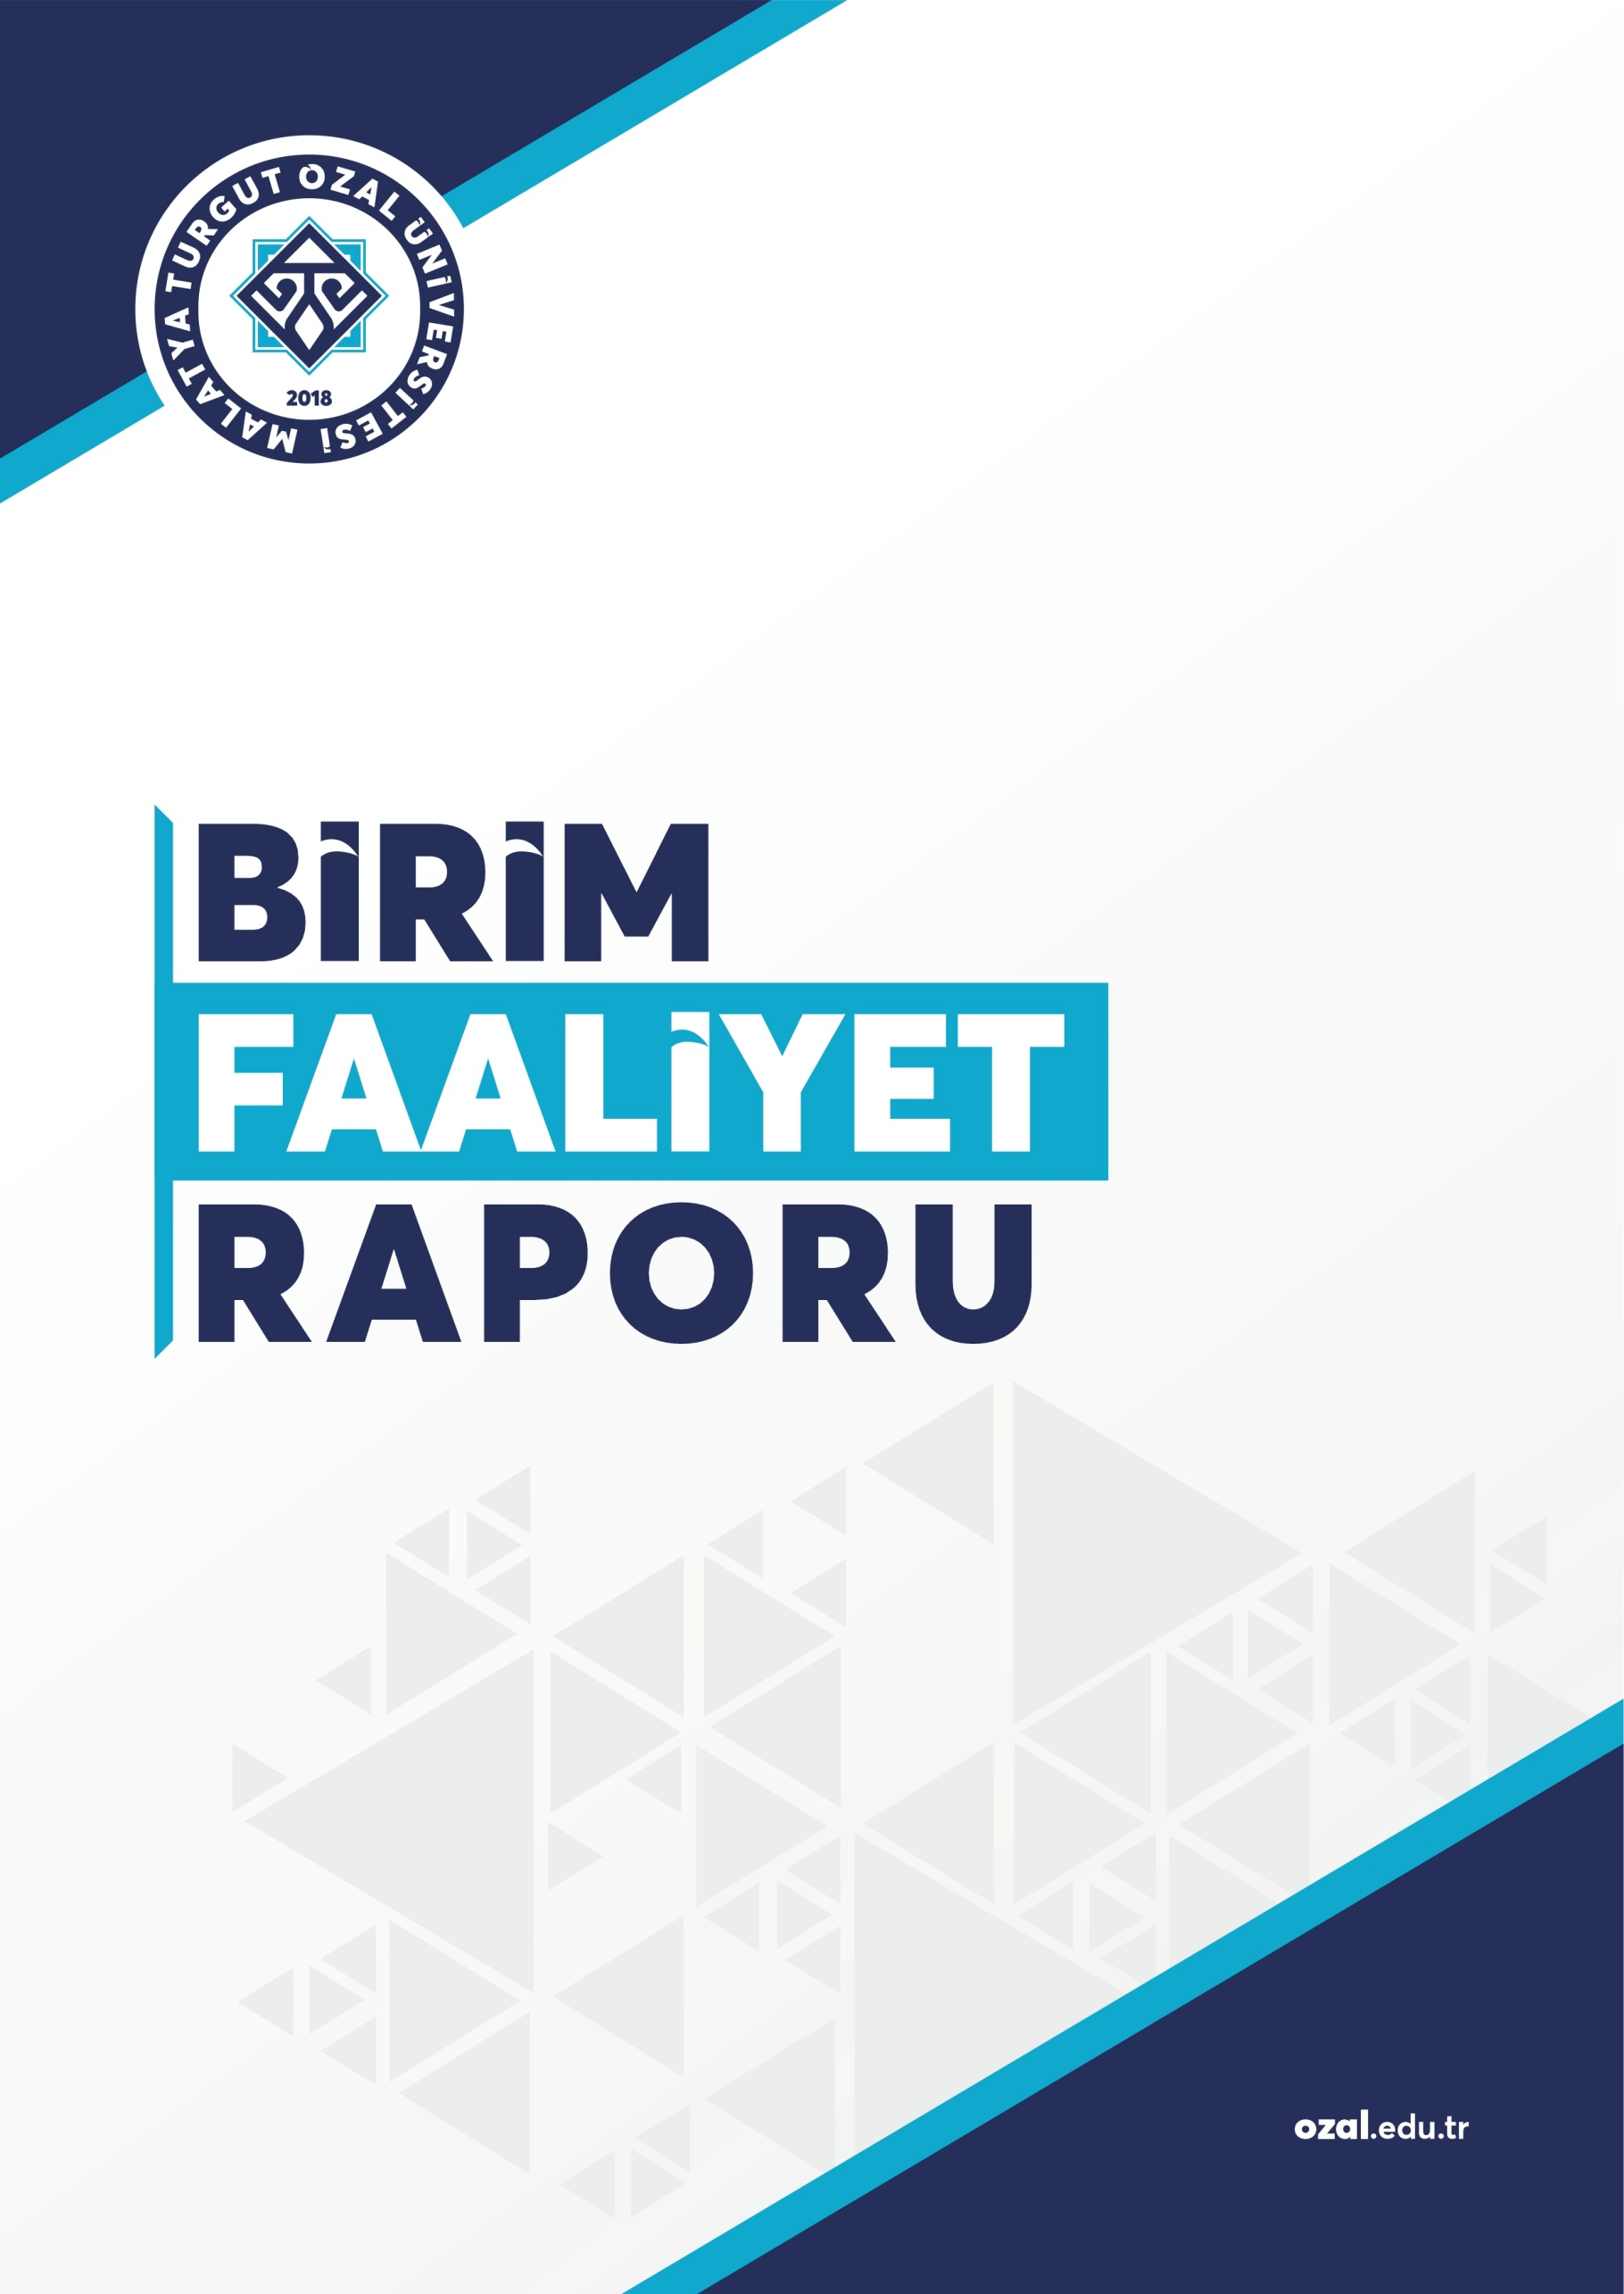 MALATYA TURGUT ÖZAL ÜNİVERSİTESİ
2018
BİRİM
FAALİYET
RAPORU
ozal.edu.tr